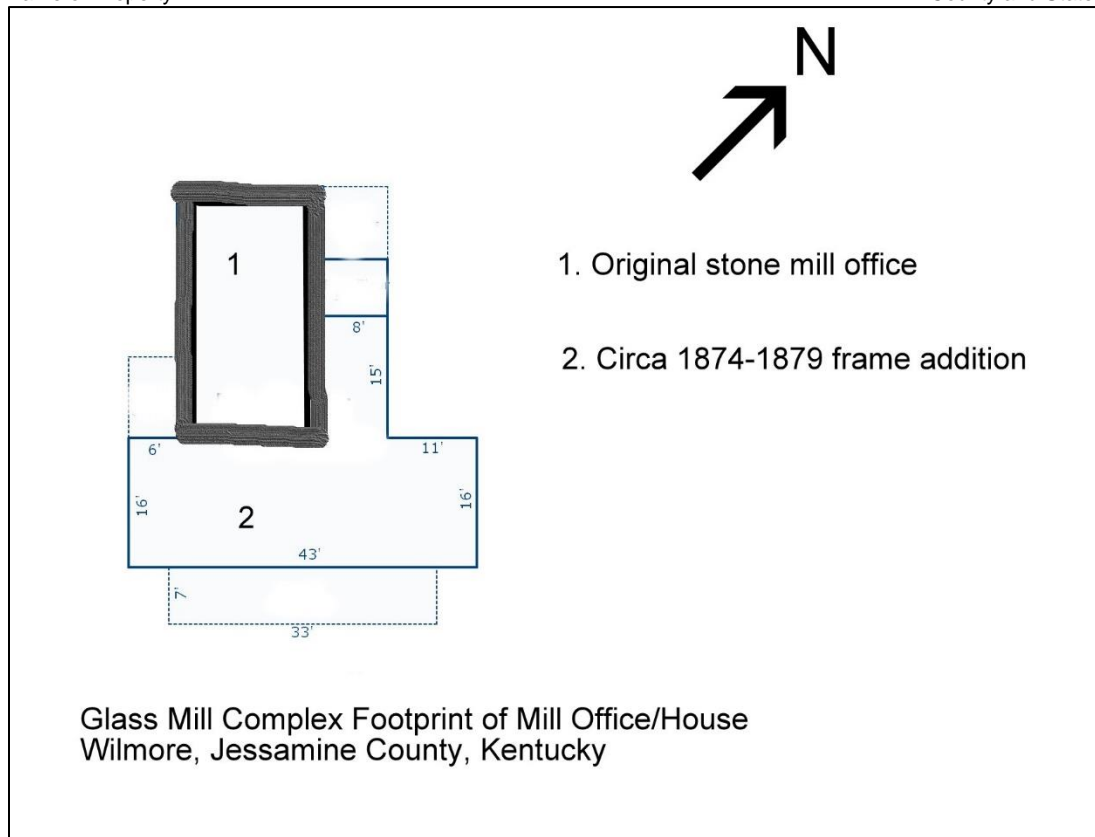 N
1
1. Original stone mill office
8'
15'
2. Circa 1874-1879 frame addition
6'
11'
16'
16'
2
43'
7'
33'
Glass Mill Complex Footprint of Mill Office/House
Wilmore, Jessamine County, Kentucky